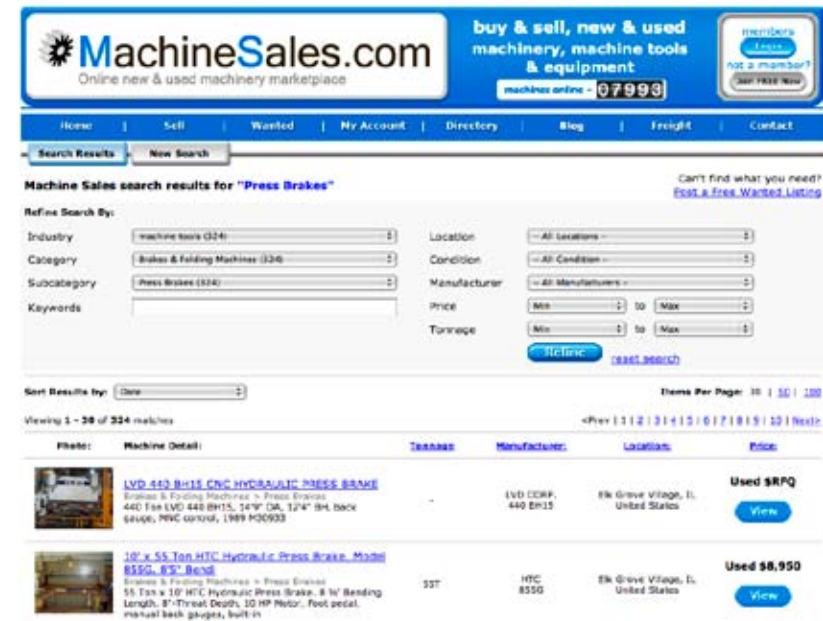 MachineSales.com
Online new & used machinery marketplace
buy & sell, new & used
machinery, machine tools
& equipment
machines online - 07993
members
Login
not a member?
Join FREE Now
Home | Sell | Wanted | My Account | Directory | Blog | Freight | Contact
Search Results New Search
Machine Sales search results for "Press Brakes"
Can't find what you need?
Post a Free Wanted Listing
Refine Search By:
Industry machine tools (324) Location - All Locations -
Category Brakes & Folding Machines (324) Condition - All Condition -
Subcategory Press Brakes (324) Manufacturer - All Manufacturers -
Keywords Price Min to Max
Tonnage Min to Max
Refine reset search
Sort Results by: Date Items Per Page: 30 | 50 | 100
Viewing 1 - 30 of 324 matches <Prev | 1 | 2 | 3 | 4 | 5 | 6 | 7 | 8 | 9 | 10 | Next>
Photo: Machine Detail: Tonnage Manufacturer: Location: Price:
LVD 440 BH15 CNC HYDRAULIC PRESS BRAKE
Brakes & Folding Machines > Press Brakes
440 Ton LVD 440 BH15, 14'9" OA, 12'4" BH, back
gauge, MNC control, 1989 M30933
-
LVD CORP.
440 BH15
Elk Grove Village, IL
United States
Used $RFQ
View
10' x 55 Ton HTC Hydraulic Press Brake, Model
855G, 8'5" Bend
Brakes & Folding Machines > Press Brakes
55 Ton x 10' HTC Hydraulic Press Brake, 8 ½' Bending
Length, 8"-Throat Depth, 10 HP Motor, Foot pedal,
manual back gauges, built-in
55T
HTC
855G
Elk Grove Village, IL
United States
Used $8,950
View